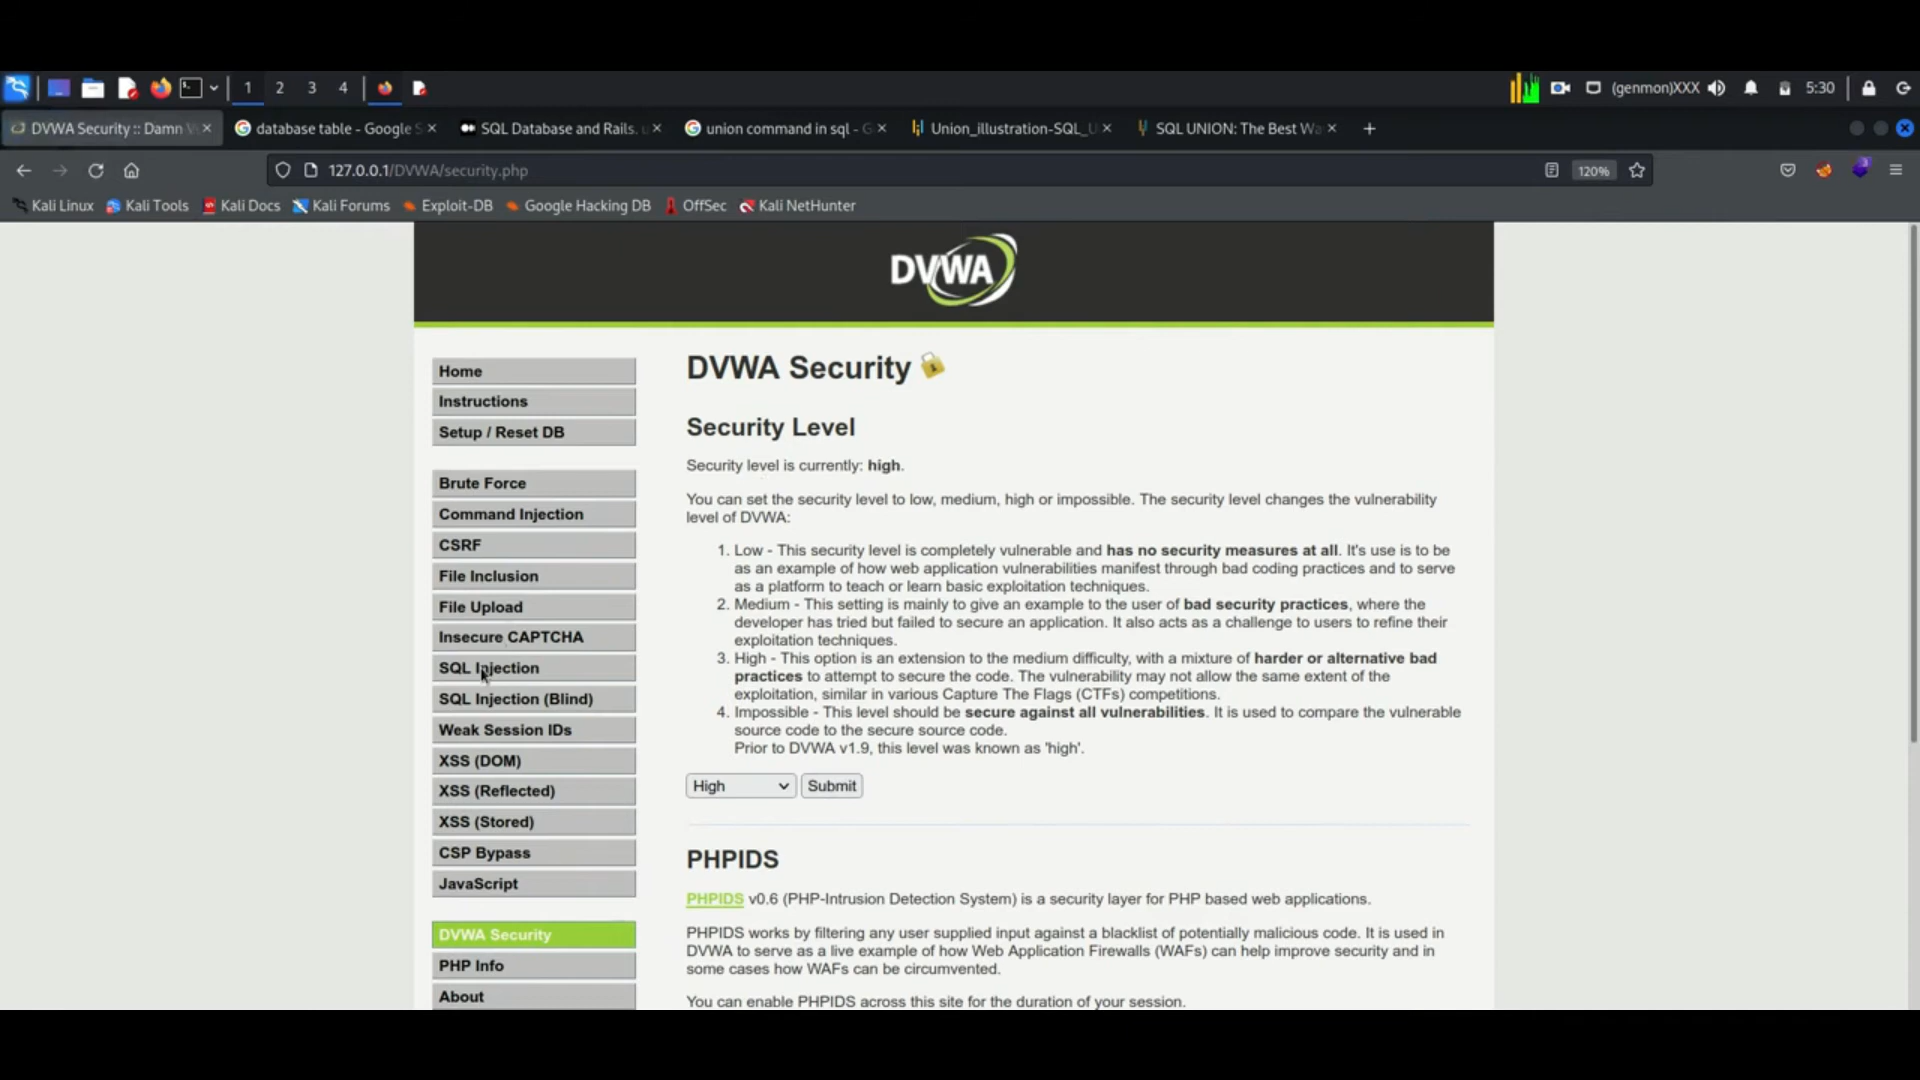 1 2 3 4 (genmon)XXX 5:30
DVWA Security :: Damn V database table - Google S SQL Database and Rails. u union command in sql - G Union_illustration-SQL_U SQL UNION: The Best Wa
127.0.0.1/DVWA/security.php 120% 3
Kali Linux Kali Tools Kali Docs Kali Forums Exploit-DB Google Hacking DB OffSec Kali NetHunter
DVWA
Home
Instructions
Setup / Reset DB
Brute Force
Command Injection
CSRF
File Inclusion
File Upload
Insecure CAPTCHA
SQL Injection
SQL Injection (Blind)
Weak Session IDs
XSS (DOM)
XSS (Reflected)
XSS (Stored)
CSP Bypass
JavaScript
DVWA Security
PHP Info
About
DVWA Security
Security Level
Security level is currently: high.
You can set the security level to low, medium, high or impossible. The security level changes the vulnerability
level of DVWA:
1. Low - This security level is completely vulnerable and has no security measures at all. It's use is to be
as an example of how web application vulnerabilities manifest through bad coding practices and to serve
as a platform to teach or learn basic exploitation techniques.
2. Medium - This setting is mainly to give an example to the user of bad security practices, where the
developer has tried but failed to secure an application. It also acts as a challenge to users to refine their
exploitation techniques.
3. High - This option is an extension to the medium difficulty, with a mixture of harder or alternative bad
practices to attempt to secure the code. The vulnerability may not allow the same extent of the
exploitation, similar in various Capture The Flags (CTFs) competitions.
4. Impossible - This level should be secure against all vulnerabilities. It is used to compare the vulnerable
source code to the secure source code.
Prior to DVWA v1.9, this level was known as 'high'.
High Submit
PHPIDS
PHPIDS v0.6 (PHP-Intrusion Detection System) is a security layer for PHP based web applications.
PHPIDS works by filtering any user supplied input against a blacklist of potentially malicious code. It is used in
DVWA to serve as a live example of how Web Application Firewalls (WAFs) can help improve security and in
some cases how WAFs can be circumvented.
You can enable PHPIDS across this site for the duration of your session.